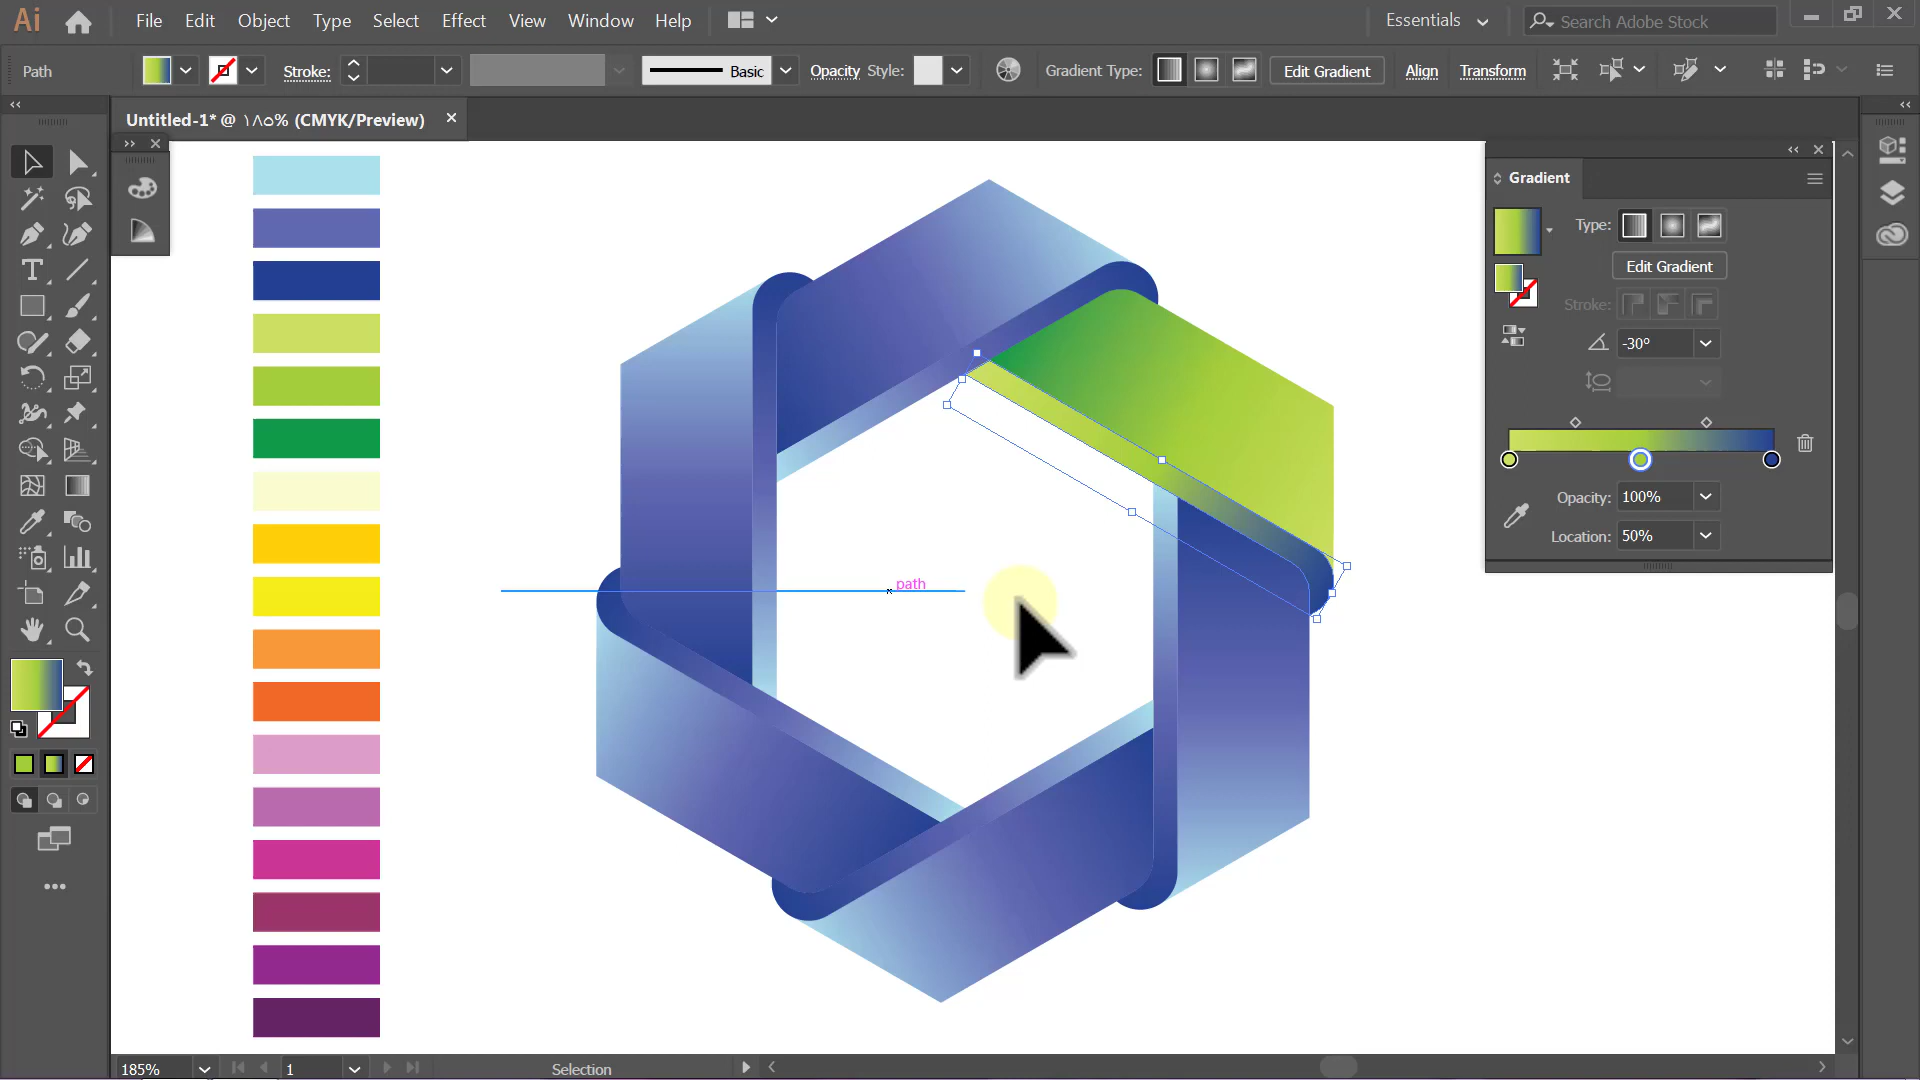 Ai
File Edit Object Type Select Effect View Window Help
Essentials
Search Adobe Stock
Path
Stroke:
Basic
Opacity Style:
Gradient Type:
Edit Gradient
Align
Transform
Untitled-1* @ ١٨٥% (CMYK/Preview)
Gradient
Type:
Edit Gradient
Stroke:
-30°
Opacity: 100%
Location: 50%
path
185%
1
Selection